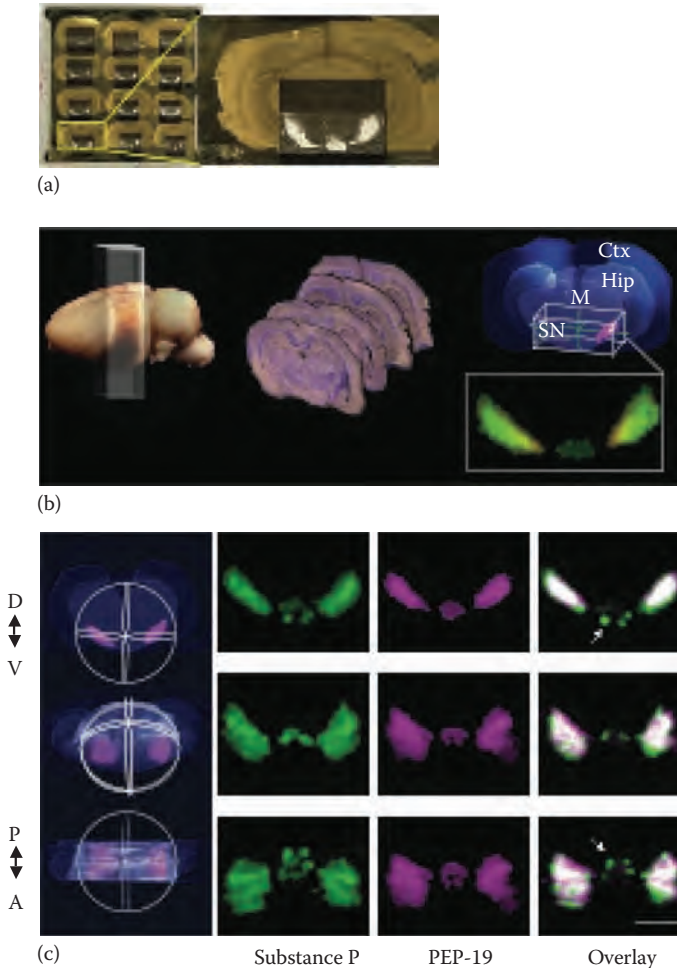 (a)
Ctx
Hip
M
SN
(b)
D
V
P
A
(c)
Substance P
PEP-19
Overlay